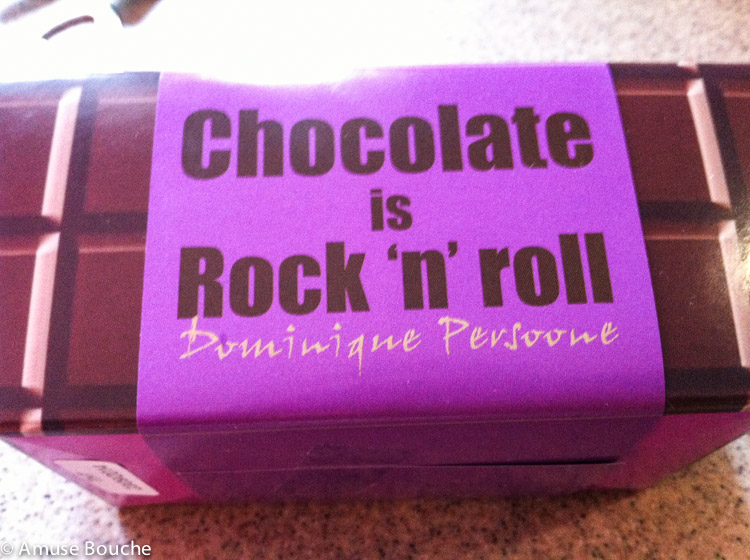 Chocolate
is
Rock ‘n’ roll
Dominique Persoone
© Amuse Bouche